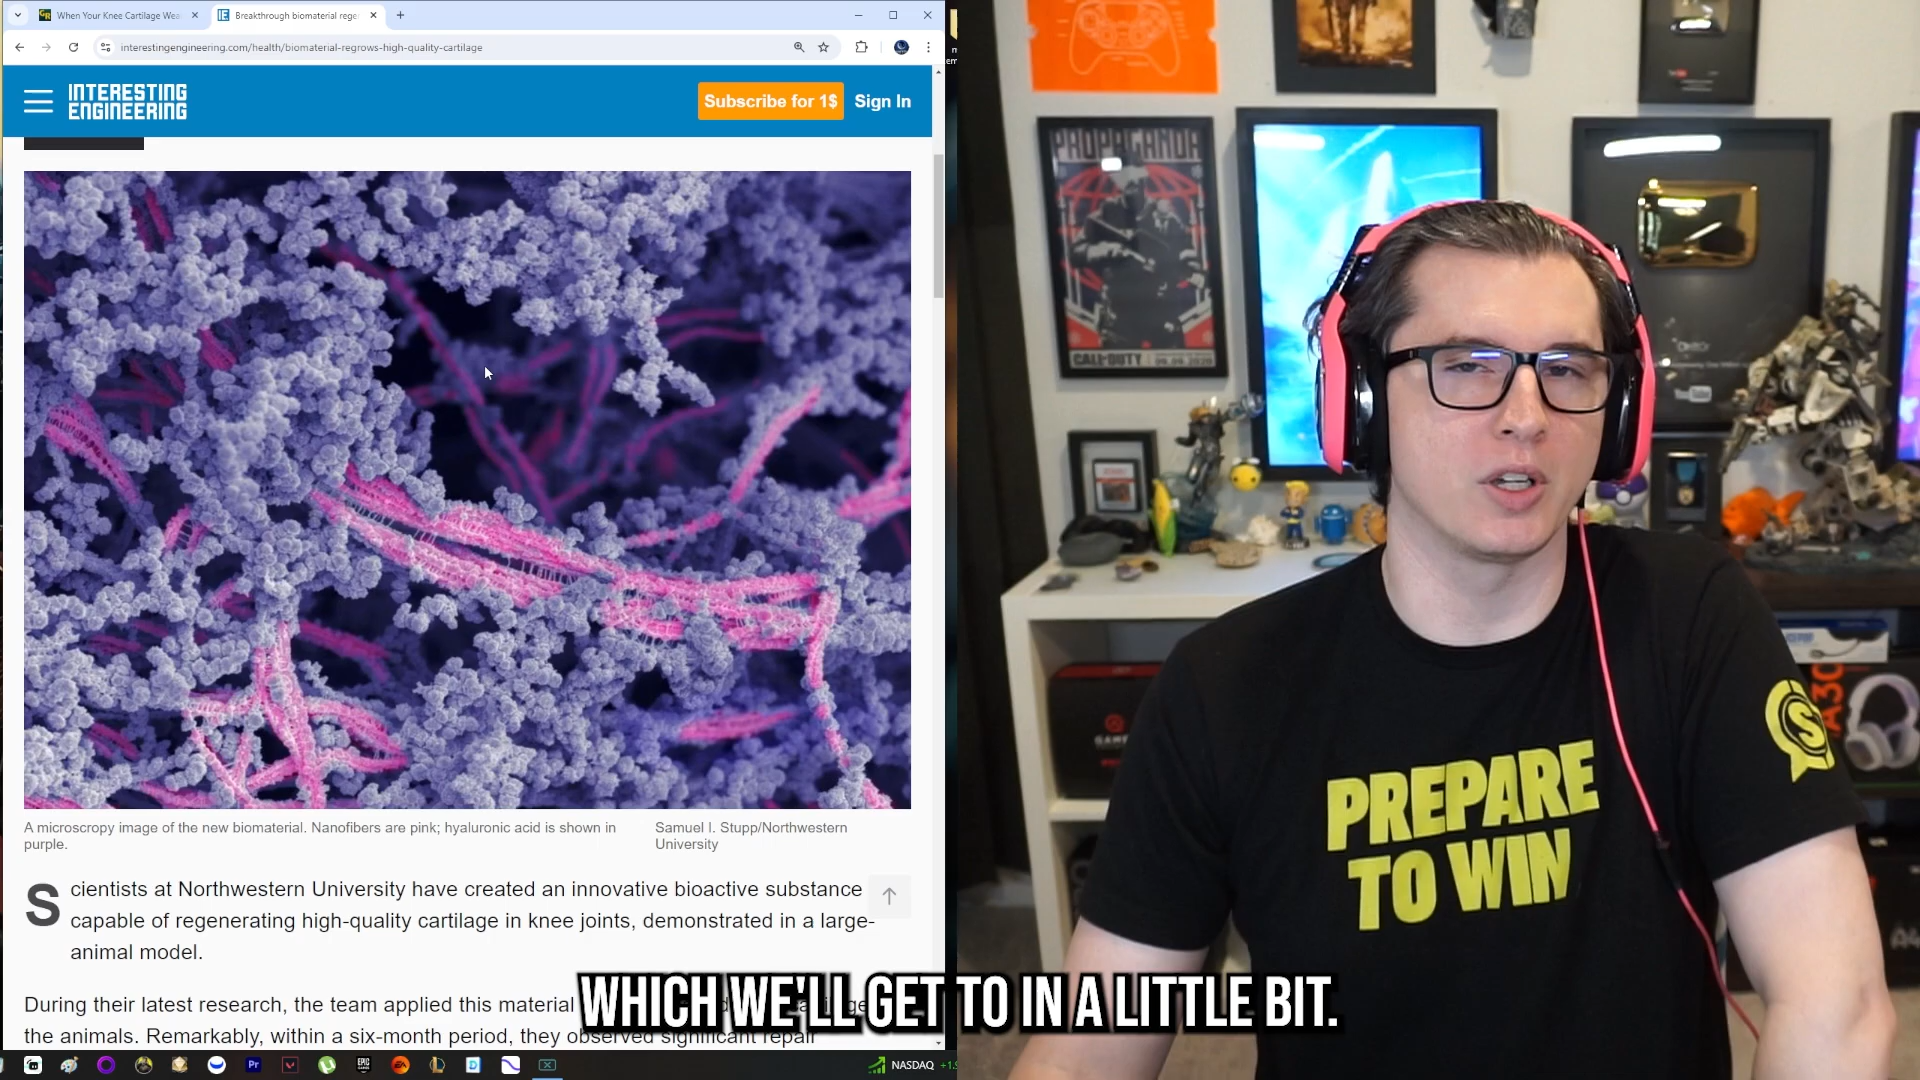 When Your Knee Cartilage Wea
Breakthrough biomaterial rege
interestingengineering.com/health/biomaterial-regrows-high-quality-cartilage
INTERESTING
ENGINEERING
Subscribe for 1$
Sign In
A microscopy image of the new biomaterial. Nanofibers are pink; hyaluronic acid is shown in
purple.
Samuel I. Stupp/Northwestern
University
Scientists at Northwestern University have created an innovative bioactive substance
capable of regenerating high-quality cartilage in knee joints, demonstrated in a large-
animal model.
During their latest research, the team applied this material
the animals. Remarkably, within a six-month period, they observed significant repair
WHICH WE'LL GET TO IN A LITTLE BIT.
NASDAQ
PROPAGANDA
CALL OF DUTY
PREPARE
TO WIN